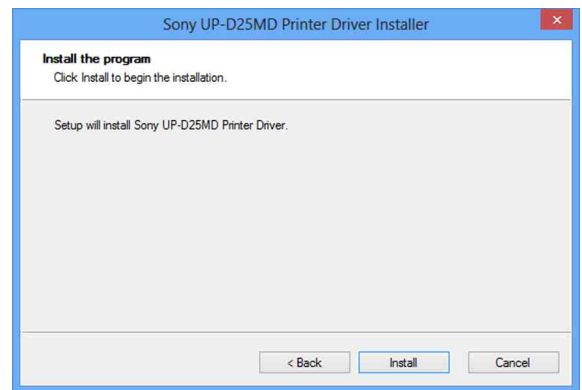 Sony UP-D25MD Printer Driver Installer
Install the program
Click Install to begin the installation.
Setup will install Sony UP-D25MD Printer Driver.
< Back Install Cancel